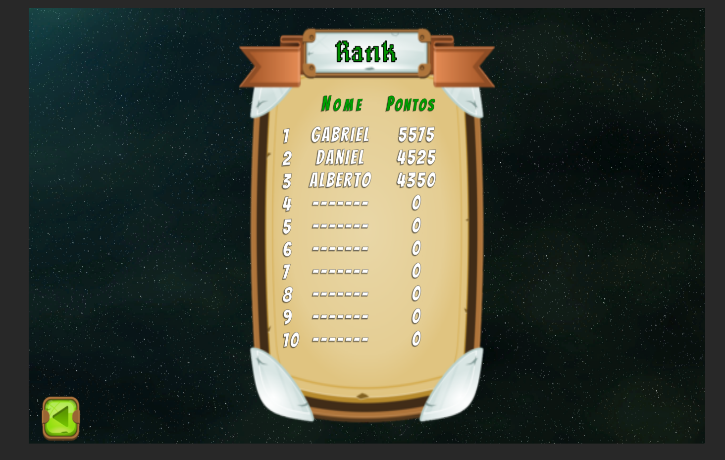 Rank
Nome Pontos
1 GABRIEL 5575
2 DANIEL 4525
3 ALBERTO 4350
4 ------- 0
5 ------- 0
6 ------- 0
7 ------- 0
8 ------- 0
9 ------- 0
10 ------- 0